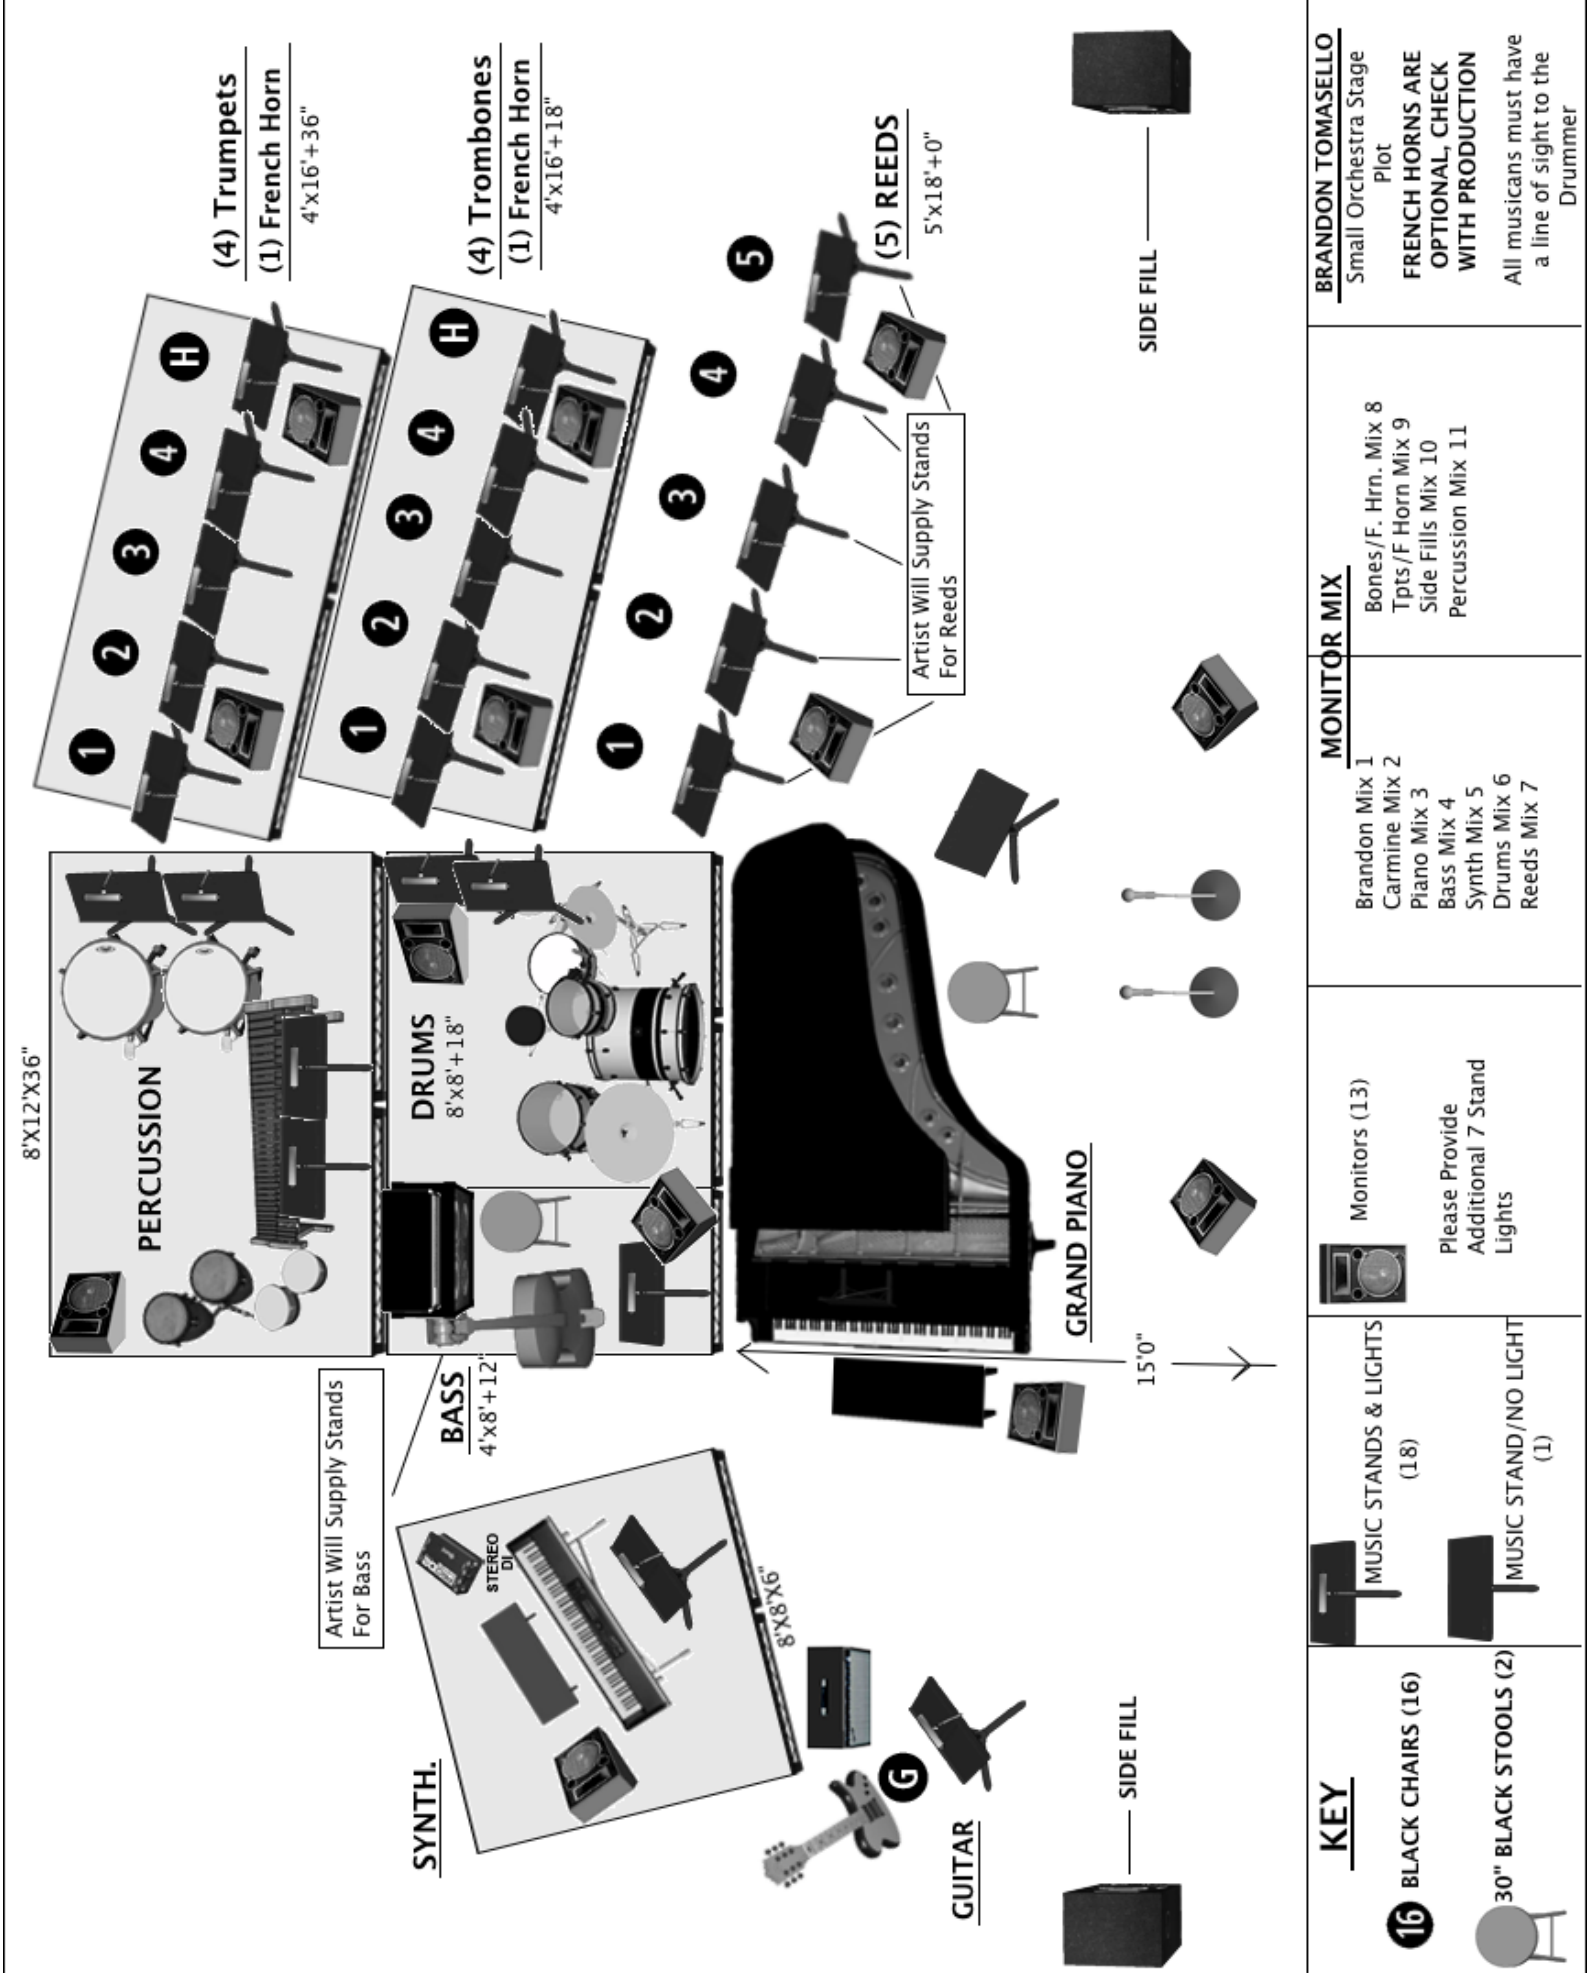 8'X12'X36"
PERCUSSION
(4) Trumpets
(1) French Horn
4'x16'+36"
H
4
3
2
1
(4) Trombones
(1) French Horn
4'x16'+18"
H
4
3
2
1
(5) REEDS
5'x18'+0"
5
4
3
2
1
Artist Will Supply Stands
For Reeds
DRUMS
8'x8'+18"
Artist Will Supply Stands
For Bass
BASS
4'x8'+12'
SYNTH.
STEREO
DI
8'X8'X6"
GRAND PIANO
15'0"
G
GUITAR
SIDE FILL
SIDE FILL
KEY
16 BLACK CHAIRS (16)
30" BLACK STOOLS (2)
MUSIC STANDS & LIGHTS
(18)
MUSIC STAND/NO LIGHT
(1)
Monitors (13)
Please Provide
Additional 7 Stand
Lights
MONITOR MIX
Brandon Mix 1
Carmine Mix 2
Piano Mix 3
Bass Mix 4
Synth Mix 5
Drums Mix 6
Reeds Mix 7
Bones/F. Hrn. Mix 8
Tpts/F Horn Mix 9
Side Fills Mix 10
Percussion Mix 11
BRANDON TOMASELLO
Small Orchestra Stage
Plot
FRENCH HORNS ARE
OPTIONAL, CHECK
WITH PRODUCTION
All musicans must have
a line of sight to the
Drummer